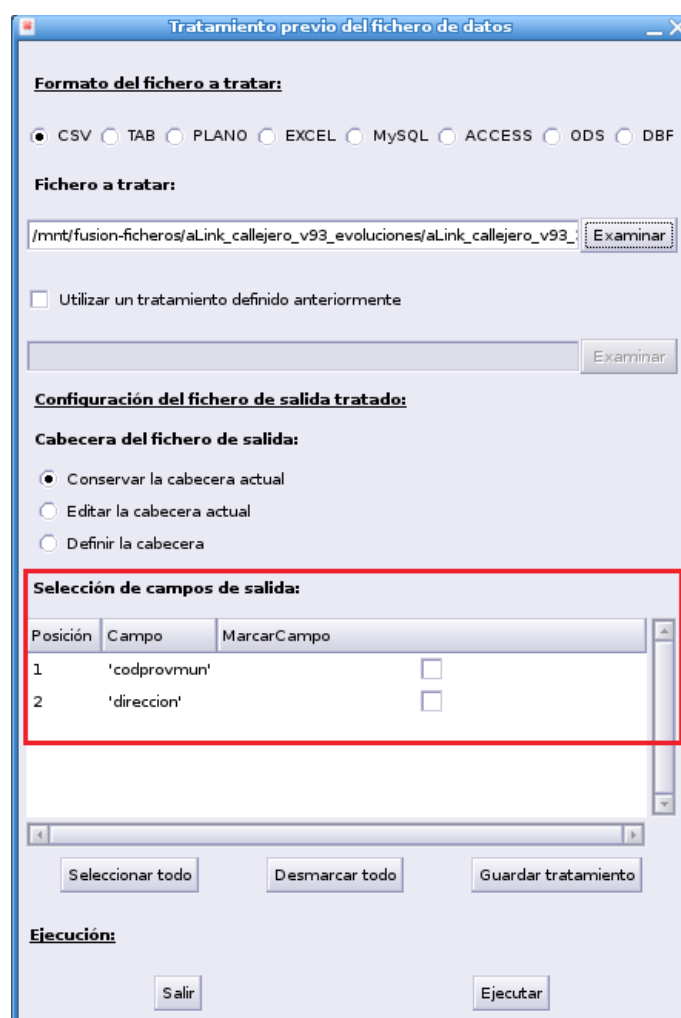 Tratamiento previo del fichero de datos
Formato del fichero a tratar:
CSV TAB PLANO EXCEL MySQL ACCESS ODS DBF
Fichero a tratar:
/mnt/fusion-ficheros/aLink_callejero_v93_evoluciones/aLink_callejero_v93_ Examinar
Utilizar un tratamiento definido anteriormente
Examinar
Configuración del fichero de salida tratado:
Cabecera del fichero de salida:
Conservar la cabecera actual
Editar la cabecera actual
Definir la cabecera
Selección de campos de salida:
Posición Campo MarcarCampo
1 'codprovmun'
2 'direccion'
Seleccionar todo Desmarcar todo Guardar tratamiento
Ejecución:
Salir Ejecutar